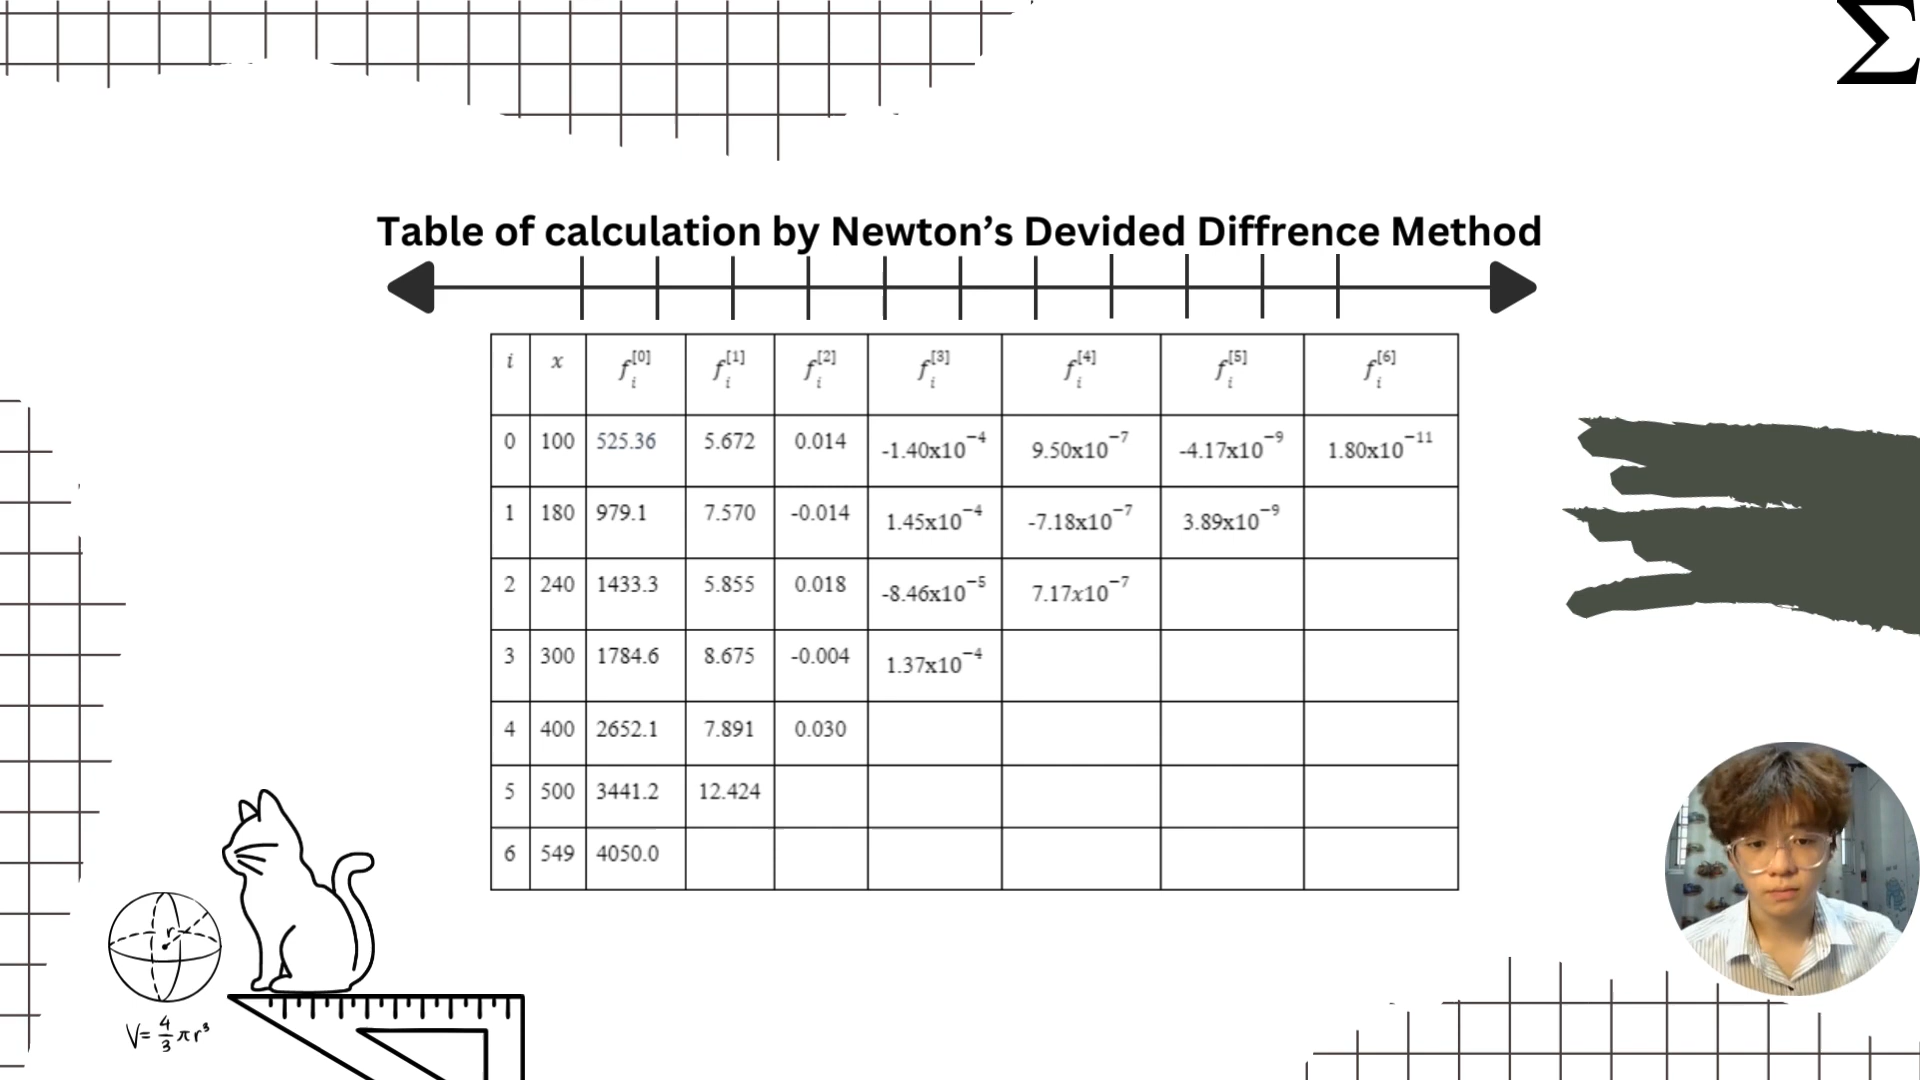 Σ
Table of calculation by Newton’s Devided Diffrence Method
i x f_i^[0] f_i^[1] f_i^[2] f_i^[3] f_i^[4] f_i^[5] f_i^[6]
0 100 525.36 5.672 0.014 -1.40x10^−4 9.50x10^−7 -4.17x10^−9 1.80x10^−11
1 180 979.1 7.570 -0.014 1.45x10^−4 -7.18x10^−7 3.89x10^−9
2 240 1433.3 5.855 0.018 -8.46x10^−5 7.17x10^−7
3 300 1784.6 8.675 -0.004 1.37x10^−4
4 400 2652.1 7.891 0.030
5 500 3441.2 12.424
6 549 4050.0
r
V= 4/3 πr³